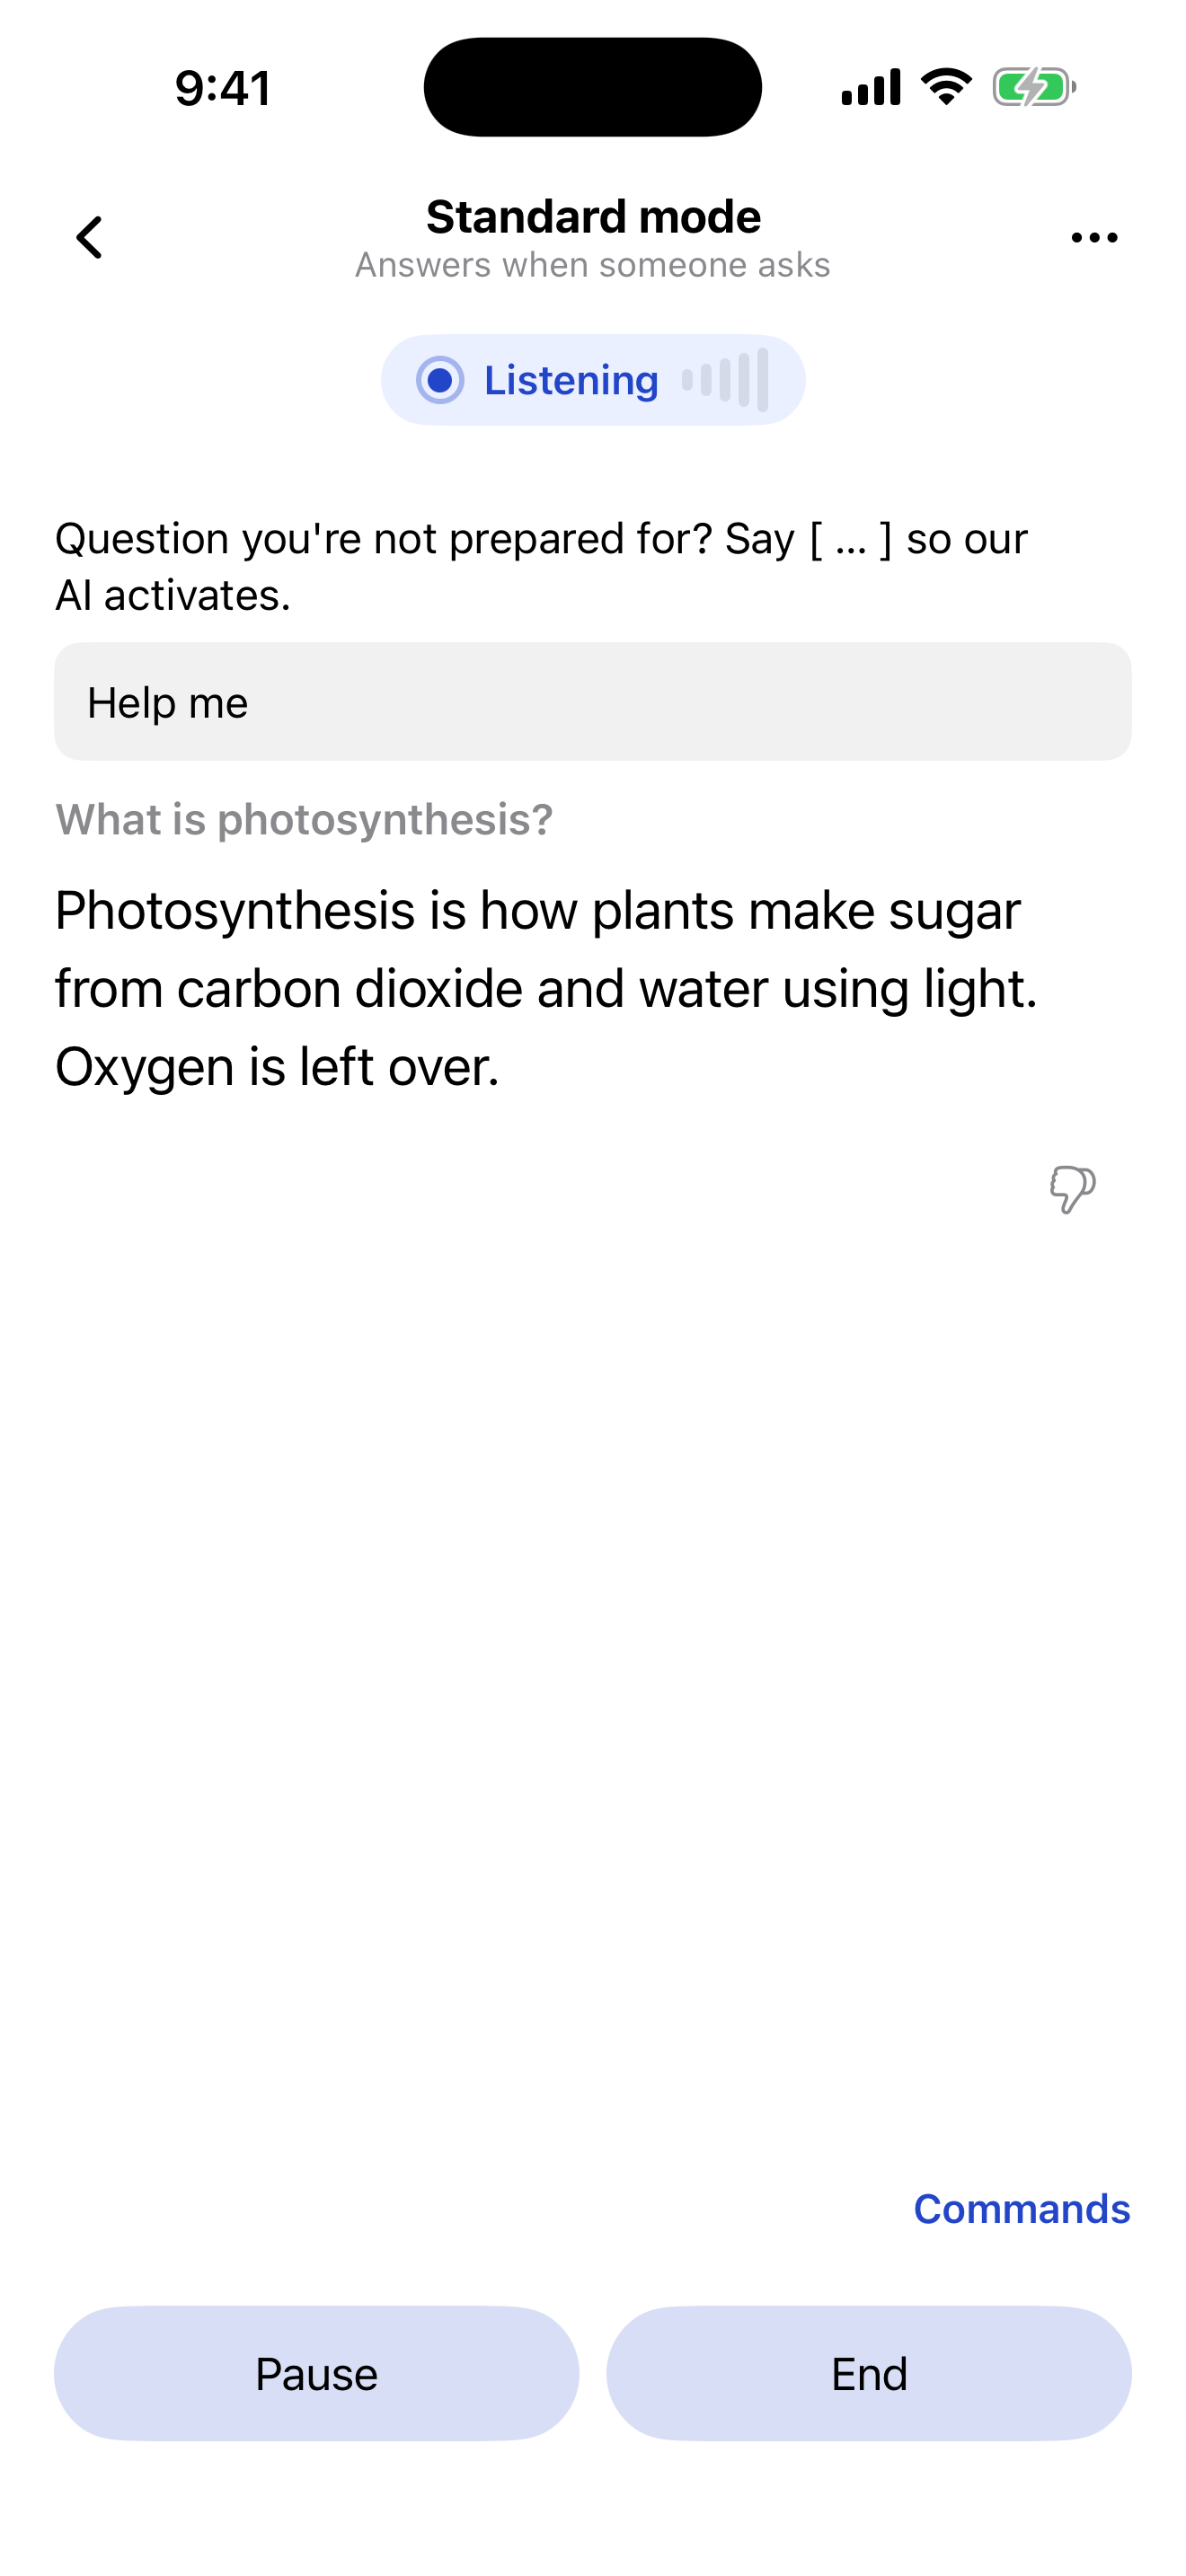 9:41
Standard mode
Answers when someone asks
Listening
Question you're not prepared for? Say [ ... ] so our
AI activates.
Help me
What is photosynthesis?
Photosynthesis is how plants make sugar
from carbon dioxide and water using light.
Oxygen is left over.
Commands
Pause
End